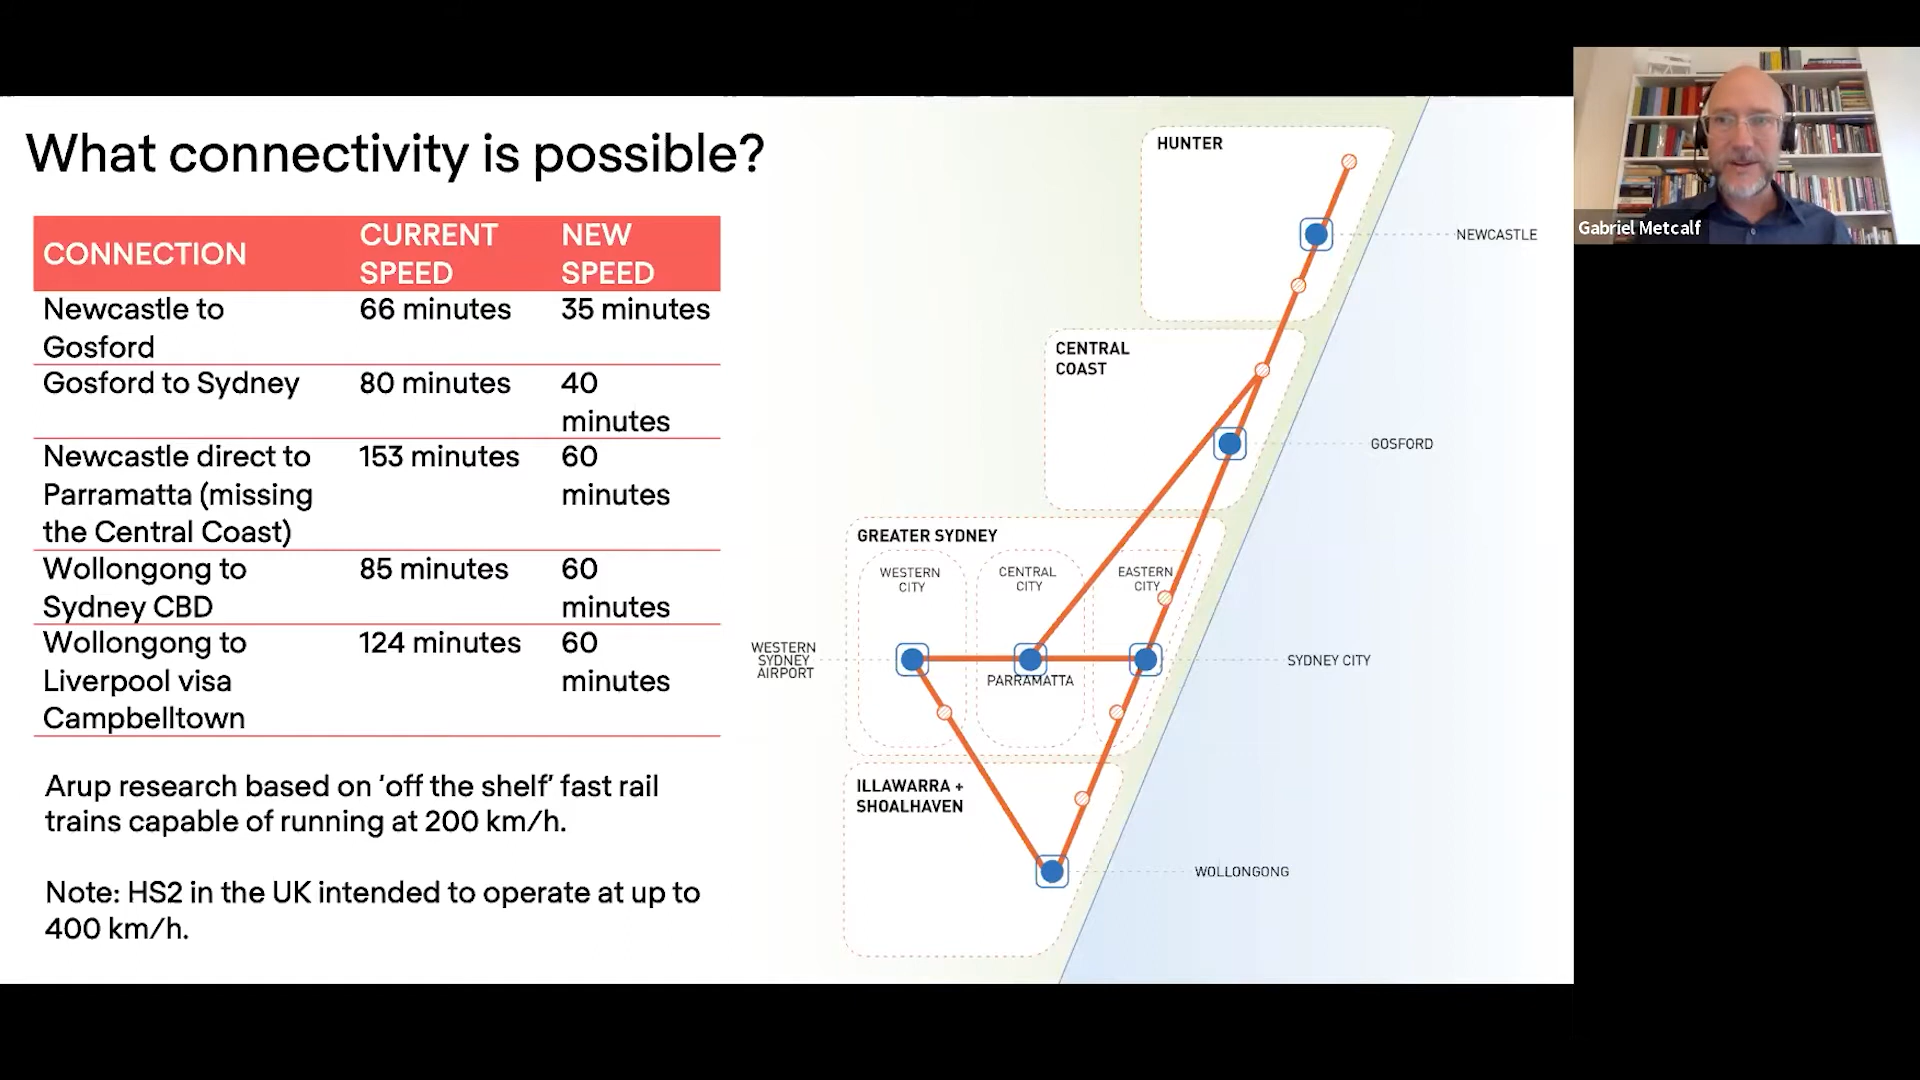 What connectivity is possible?
CONNECTION
CURRENT
SPEED
NEW
SPEED
Newcastle to
Gosford
66 minutes
35 minutes
Gosford to Sydney
80 minutes
40
minutes
Newcastle direct to
Parramatta (missing
the Central Coast)
153 minutes
60
minutes
Wollongong to
Sydney CBD
85 minutes
60
minutes
Wollongong to
Liverpool visa
Campbelltown
124 minutes
60
minutes
Arup research based on ‘off the shelf’ fast rail
trains capable of running at 200 km/h.
Note: HS2 in the UK intended to operate at up to
400 km/h.
HUNTER
NEWCASTLE
CENTRAL
COAST
GOSFORD
GREATER SYDNEY
WESTERN
CITY
CENTRAL
CITY
EASTERN
CITY
WESTERN
SYDNEY
AIRPORT
PARRAMATTA
SYDNEY CITY
ILLAWARRA +
SHOALHAVEN
WOLLONGONG
Gabriel Metcalf